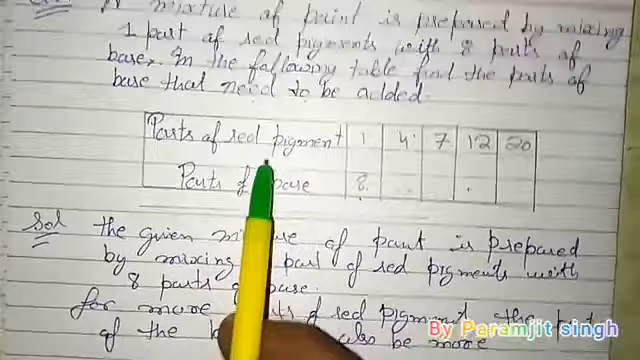 A mixture of paint is prepared by mixing
1 part of red pigments with 8 parts of
base. In the following table find the parts of
base that need to be added.
Parts of red pigment 1 4 7 12 20
Parts of base 8
Sol the given of paint is prepared
by mixing part of red pigments with
8 parts base.
for more of red pigment the
of the also be more
By Paramjit singh